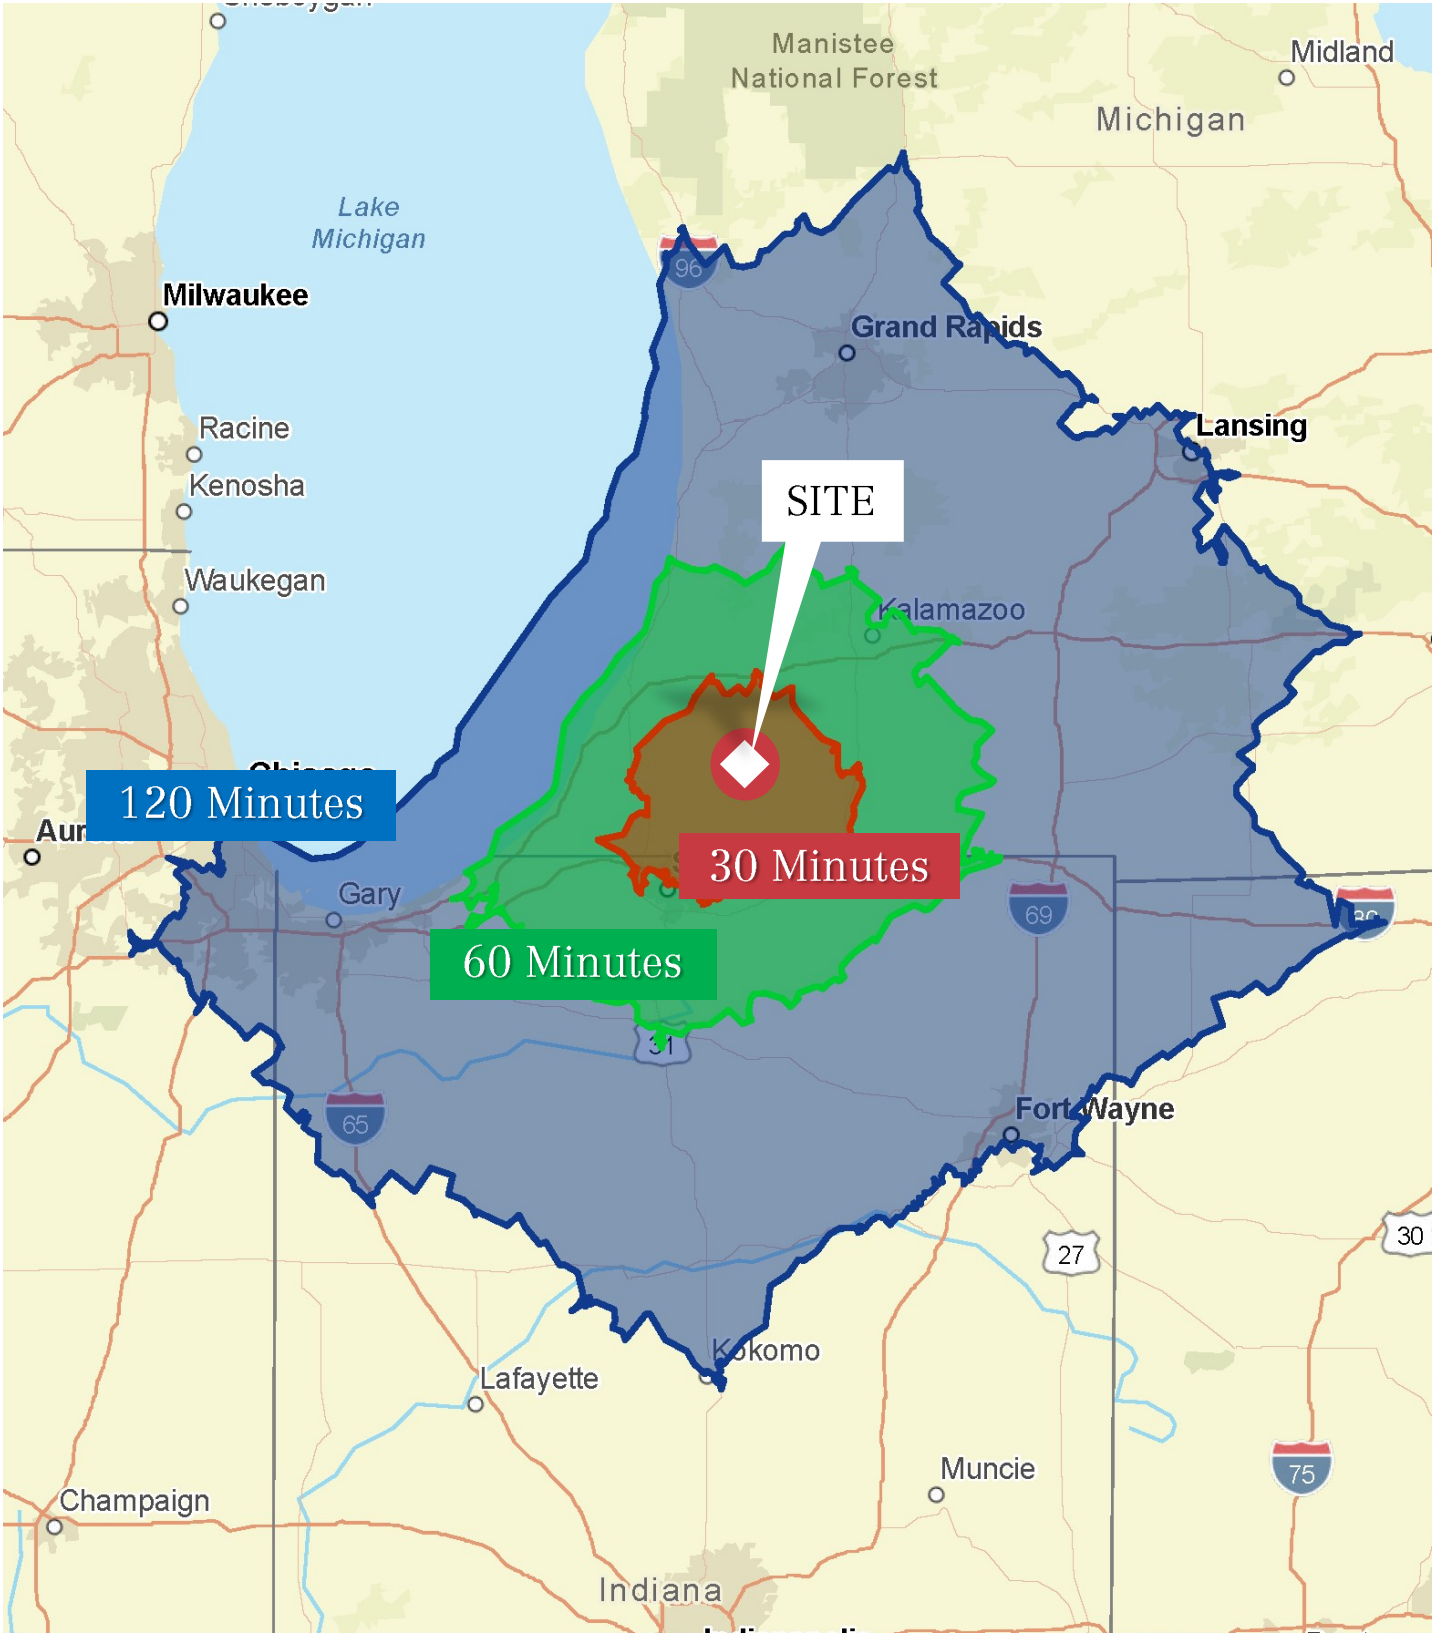 Manistee
National Forest
Midland
Michigan
Lake
Michigan
96
Milwaukee
Grand Rapids
Racine
Lansing
Kenosha
SITE
Waukegan
Kalamazoo
120 Minutes
30 Minutes
Gary
69
60 Minutes
31
65
Fort Wayne
27
30
Kokomo
Lafayette
Muncie
75
Champaign
Indiana